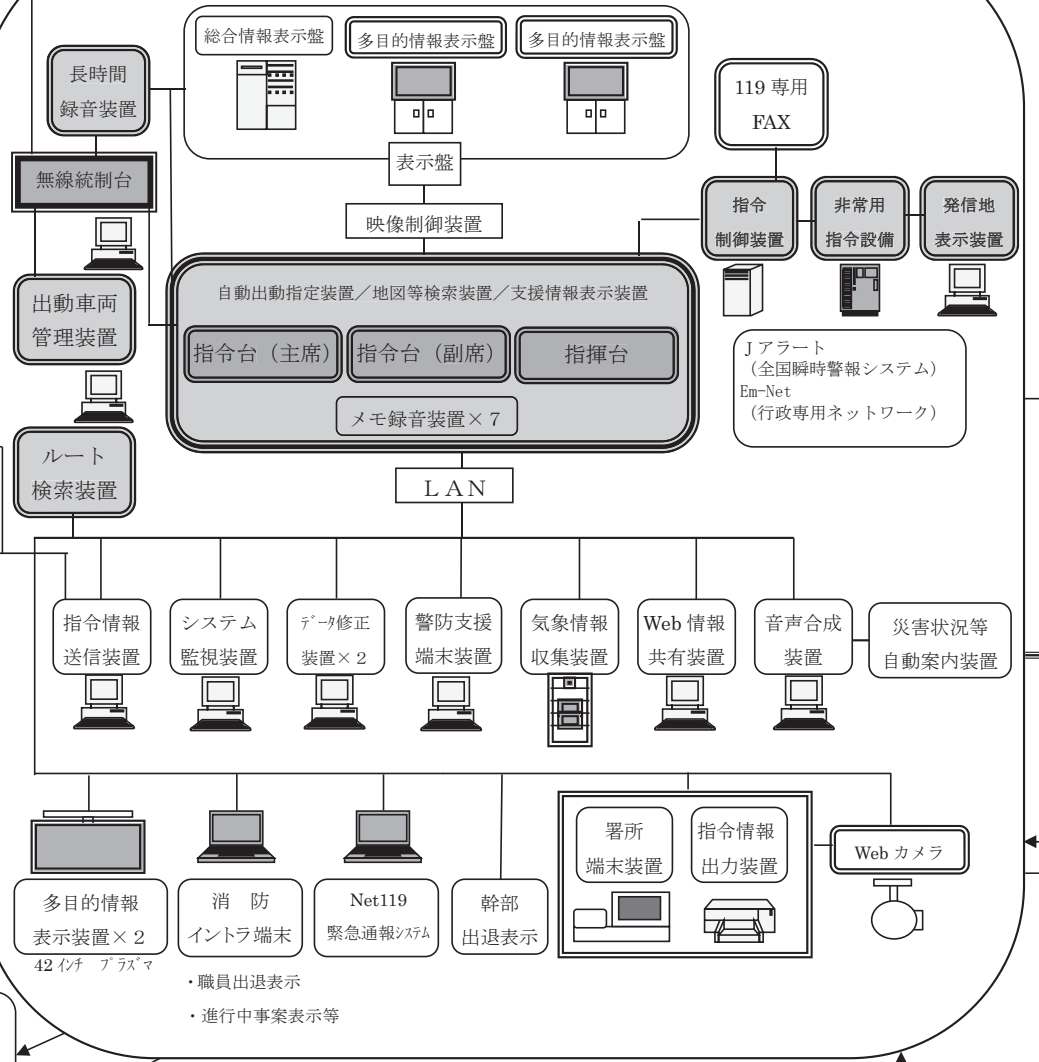 総合情報表示盤
多目的情報表示盤
多目的情報表示盤
長時間
録音装置
119 専用
FAX
表示盤
無線統制台
映像制御装置
指令
制御装置
非常用
指令設備
発信地
表示装置
出動車両
管理装置
自動出動指定装置／地図等検索装置／支援情報表示装置
指令台（主席）
指令台（副席）
指揮台
メモ録音装置×７
Ｊアラート
（全国瞬時警報システム）
Em-Net
（行政専用ネットワーク）
ルート
検索装置
ＬＡＮ
指令情報
送信装置
システム
監視装置
ﾃﾞｰﾀ修正
装置×２
警防支援
端末装置
気象情報
収集装置
Web 情報
共有装置
音声合成
装置
災害状況等
自動案内装置
多目的情報
表示装置×２
42 ｲﾝﾁ　ﾌﾟﾗｽﾞﾏ
消　防
イントラ端末
・職員出退表示
・進行中事案表示等
Net119
緊急通報ｼｽﾃﾑ
幹部
出退表示
署所
端末装置
指令情報
出力装置
Web カメラ